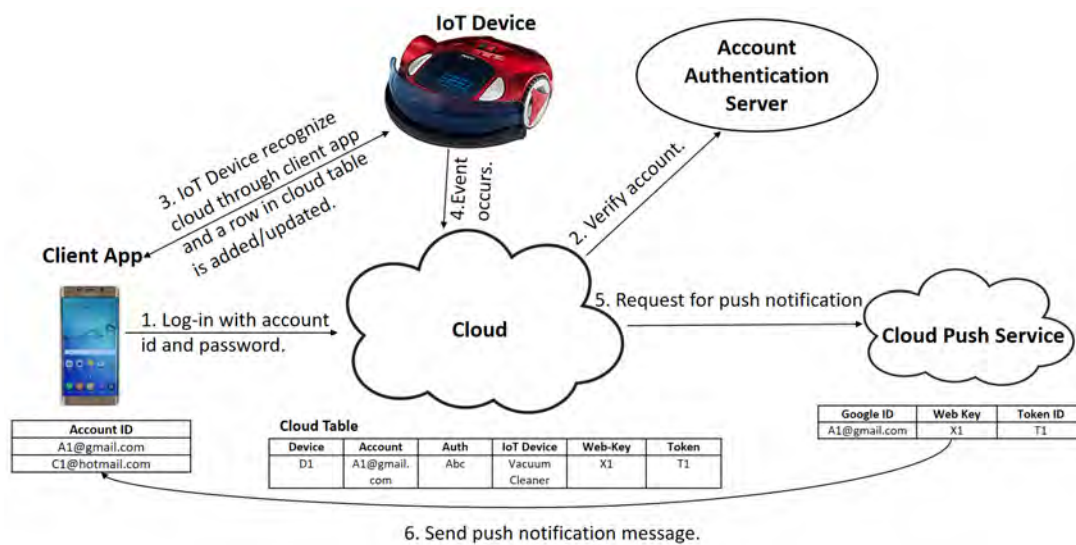 IoT Device
Account
Authentication
Server
3. IoT Device recognize
cloud through client app
and a row in cloud table
is added/updated.
4.Event
occurs.
2. Verify account.
Client App
1. Log-in with account
id and password.
Cloud
5. Request for push notification
Cloud Push Service
Account ID
A1@gmail.com
C1@hotmail.com
Cloud Table
Device Account Auth IoT Device Web-Key Token
D1 A1@gmail. Abc Vacuum X1 T1
com Cleaner
Google ID Web Key Token ID
A1@gmail.com X1 T1
6. Send push notification message.